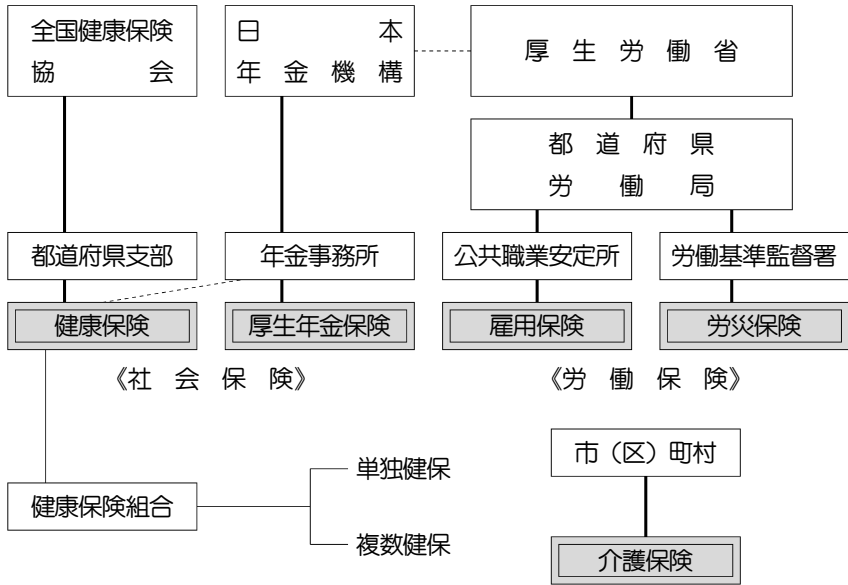 全国健康保険
協会
日本
年金機構
厚生労働省
都道府県
労働局
都道府県支部
年金事務所
公共職業安定所
労働基準監督署
健康保険
厚生年金保険
雇用保険
労災保険
《社会保険》
《労働保険》
健康保険組合
単独健保
複数健保
市（区）町村
介護保険